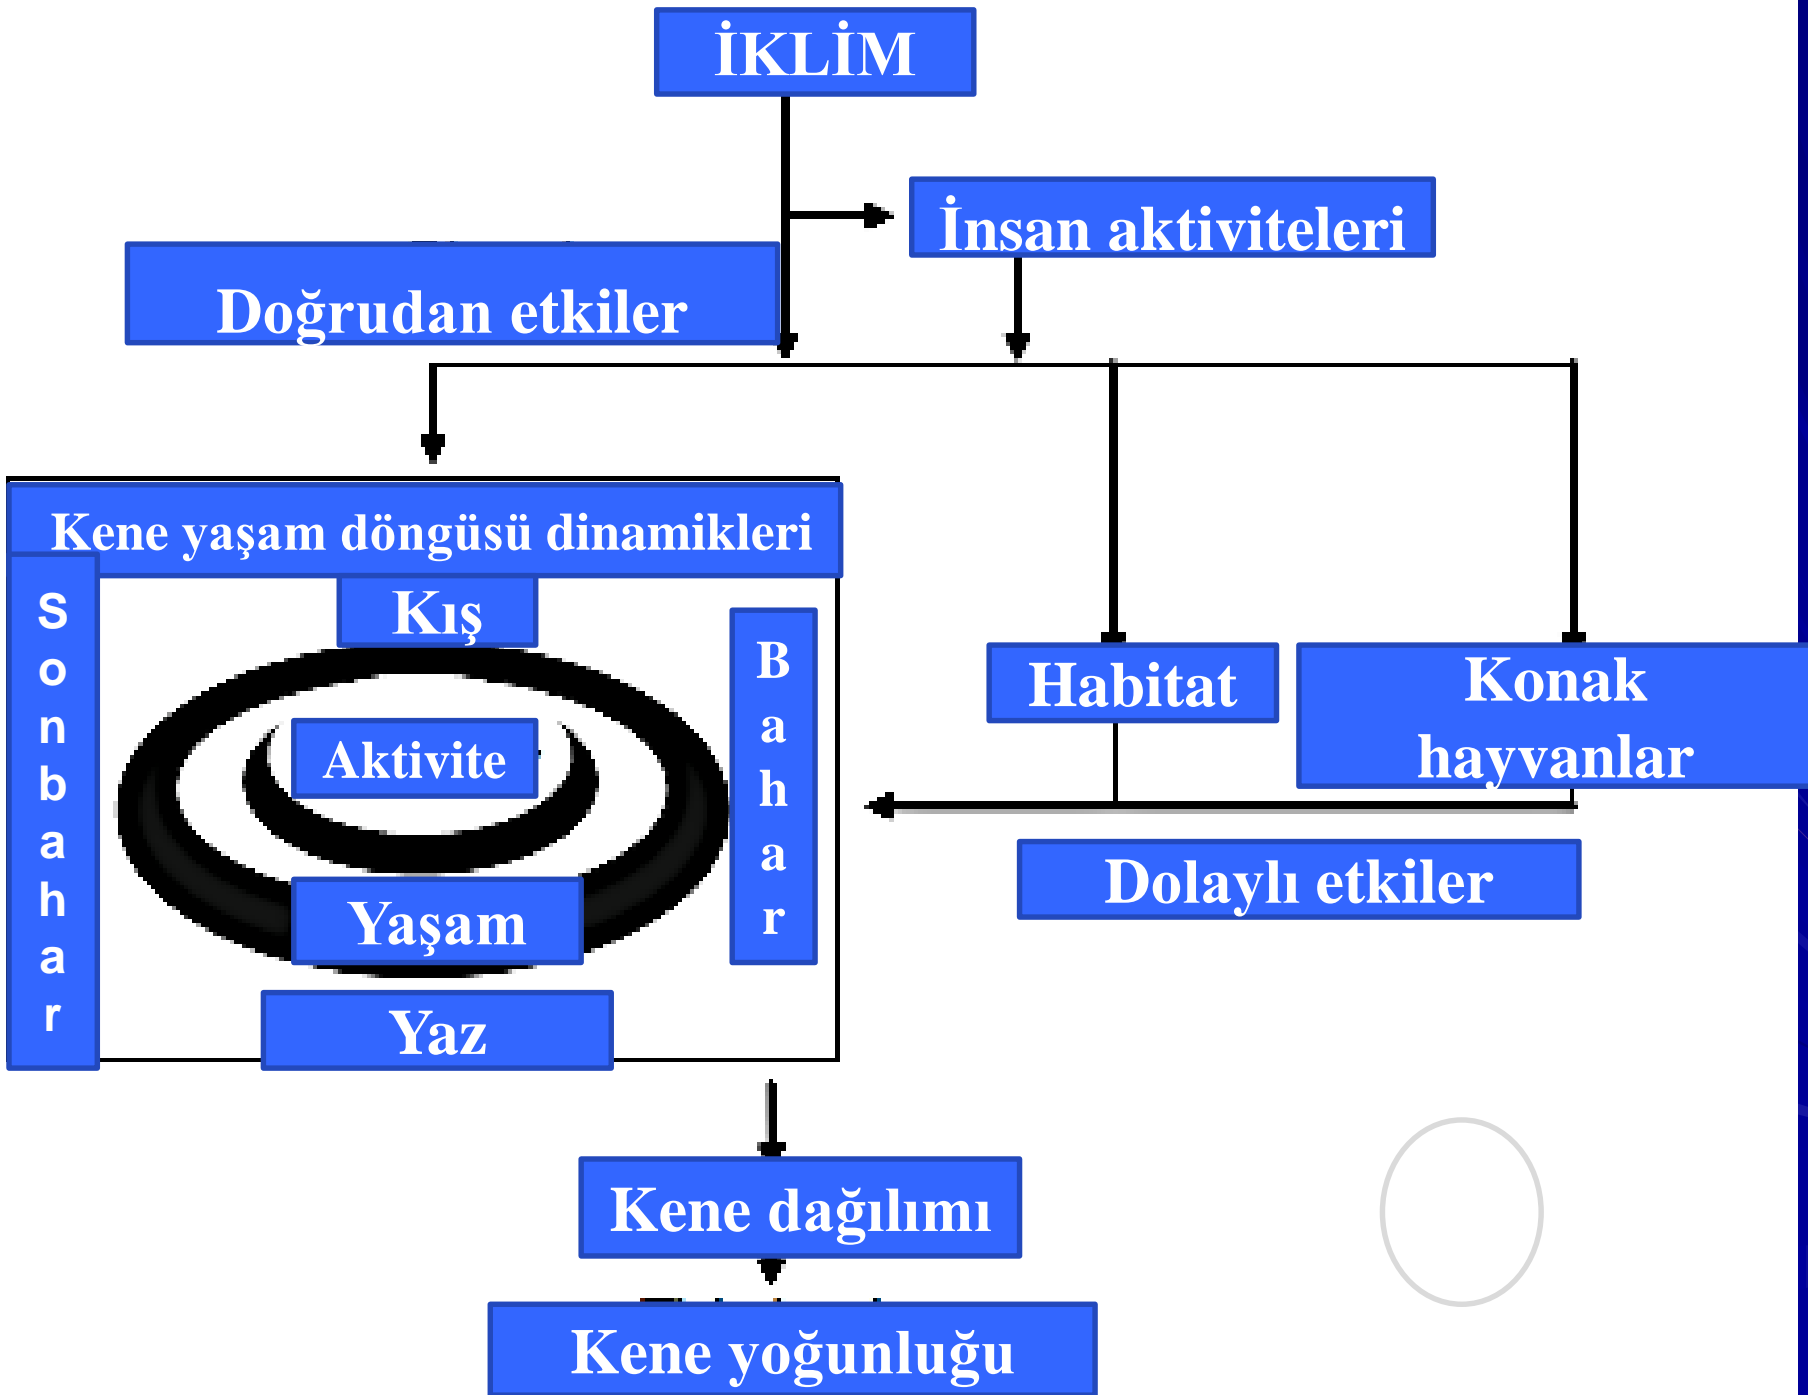 İKLİM
İnsan aktiviteleri
Doğrudan etkiler
Kene yaşam döngüsü dinamikleri
Sonbahar
Kış
Bahar
Aktivite
Yaşam
Yaz
Habitat
Konak
hayvanlar
Dolaylı etkiler
Kene dağılımı
Kene yoğunluğu